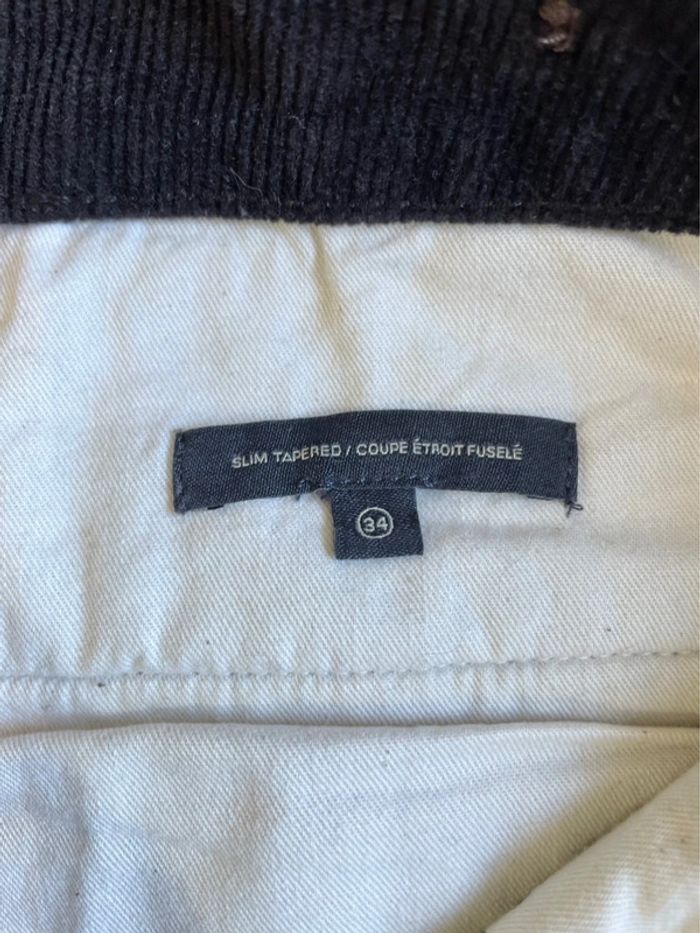 SLIM TAPERED / COUPE ÉTROIT FUSELÉ
34